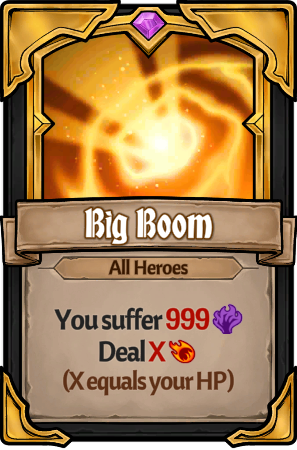 Big Boom
All Heroes
You suffer 999
Deal X
(X equals your HP)